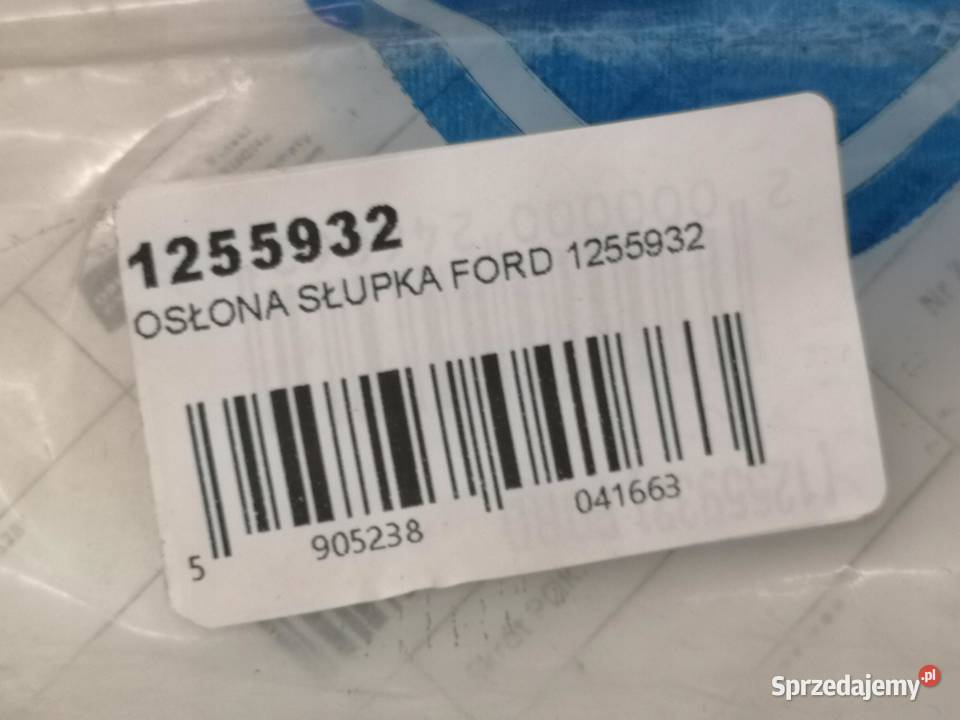 1255932
OSŁONA SŁUPKA FORD 1255932
5 905238 041663
Sprzedajemy.pl